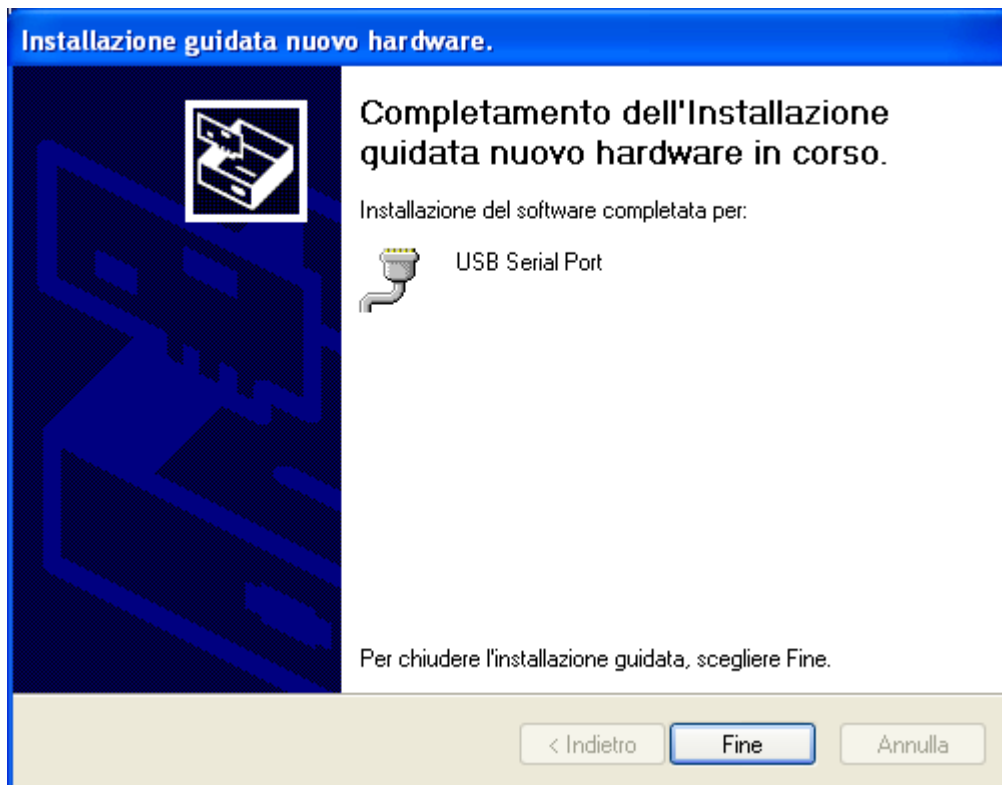 Installazione guidata nuovo hardware.
Completamento dell'Installazione
guidata nuovo hardware in corso.
Installazione del software completata per:
USB Serial Port
Per chiudere l'installazione guidata, scegliere Fine.
< Indietro
Fine
Annulla